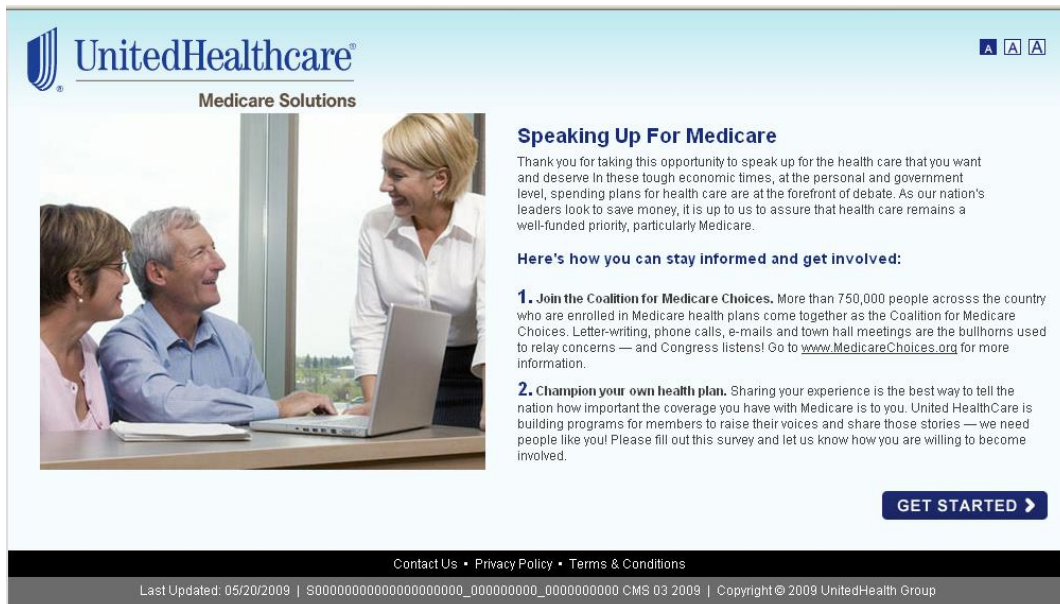 UnitedHealthcare®
®
Medicare Solutions
A A A
Speaking Up For Medicare
Thank you for taking this opportunity to speak up for the health care that you want
and deserve In these tough economic times, at the personal and government
level, spending plans for health care are at the forefront of debate. As our nation's
leaders look to save money, it is up to us to assure that health care remains a
well-funded priority, particularly Medicare.
Here's how you can stay informed and get involved:
1. Join the Coalition for Medicare Choices. More than 750,000 people acrosss the country
who are enrolled in Medicare health plans come together as the Coalition for Medicare
Choices. Letter-writing, phone calls, e-mails and town hall meetings are the bullhorns used
to relay concerns — and Congress listens! Go to www.MedicareChoices.org for more
information.
2. Champion your own health plan. Sharing your experience is the best way to tell the
nation how important the coverage you have with Medicare is to you. United HealthCare is
building programs for members to raise their voices and share those stories — we need
people like you! Please fill out this survey and let us know how you are willing to become
involved.
GET STARTED
Contact Us ▪ Privacy Policy ▪ Terms & Conditions
Last Updated: 05/20/2009 | S00000000000000000000_000000000_0000000000 CMS 03 2009 | Copyright © 2009 UnitedHealth Group